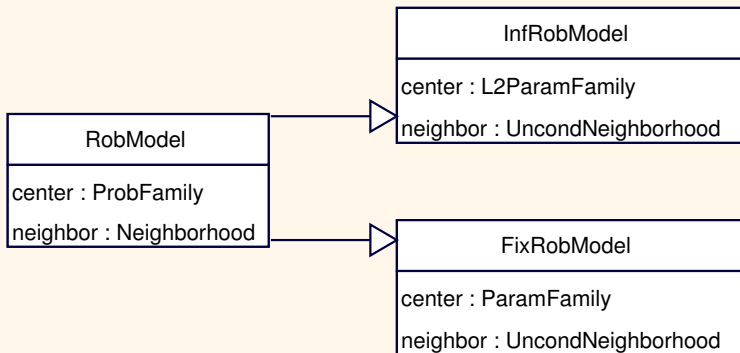 RobModel
center : ProbFamily
neighbor : Neighborhood
InfRobModel
center : L2ParamFamily
neighbor : UncondNeighborhood
FixRobModel
center : ParamFamily
neighbor : UncondNeighborhood